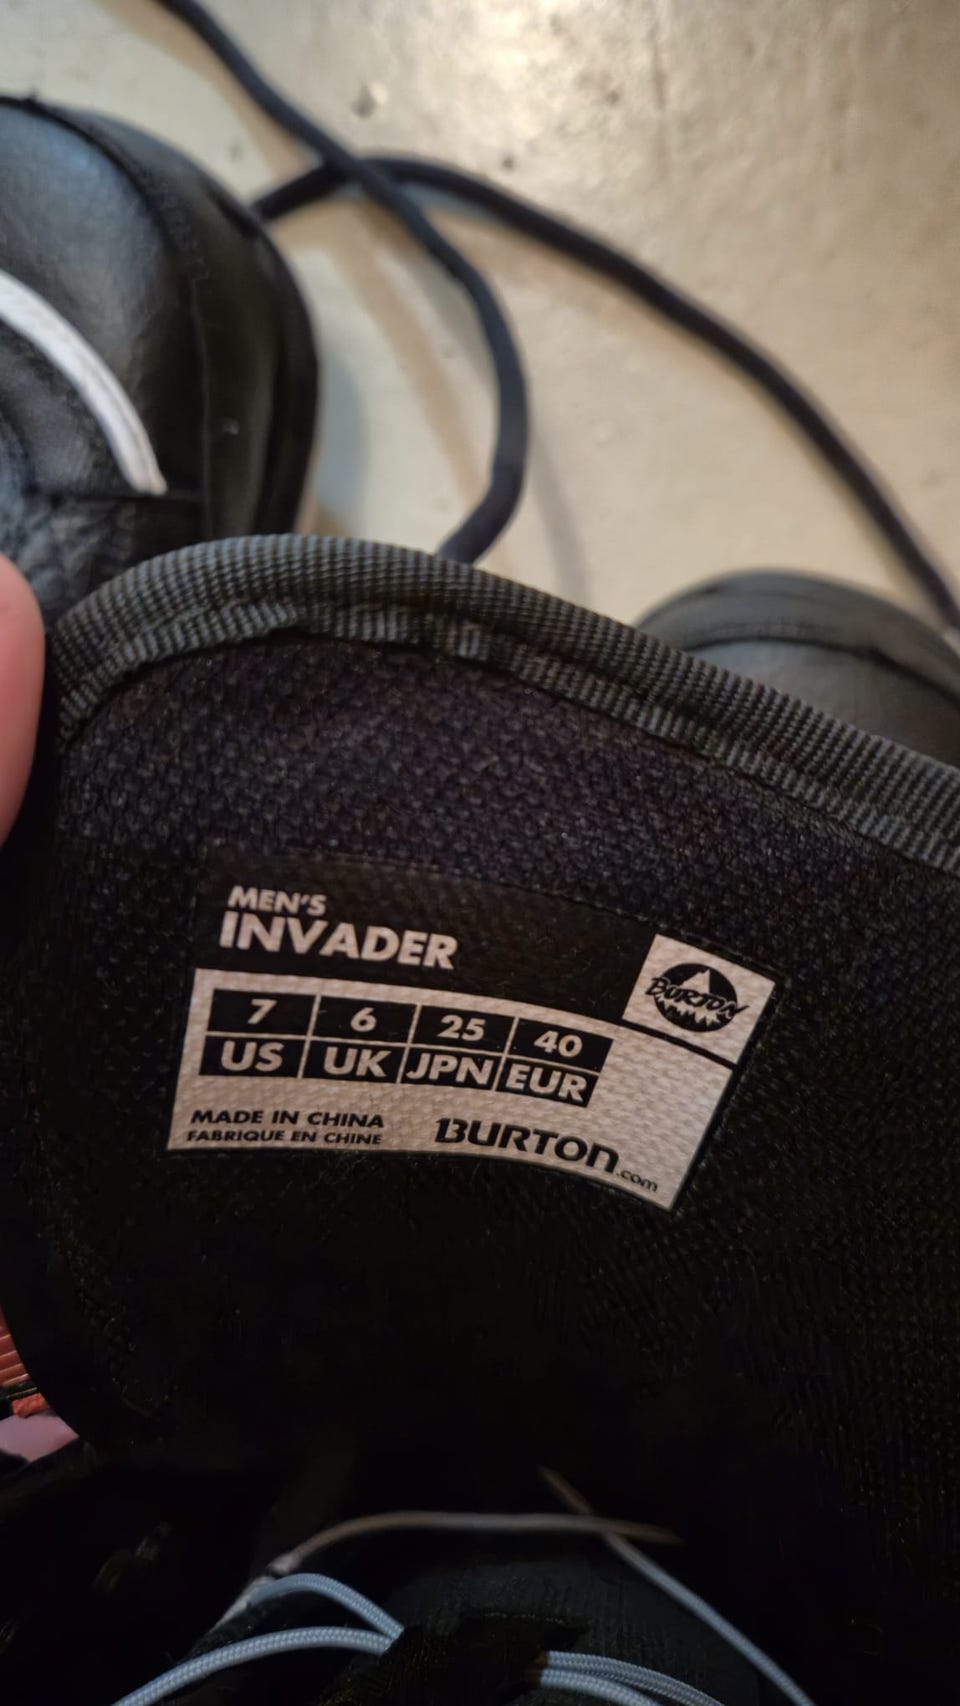 MEN'S
INVADER
BURTON
7 6 25 40
US UK JPN EUR
MADE IN CHINA
FABRIQUE EN CHINE
BURTON.com